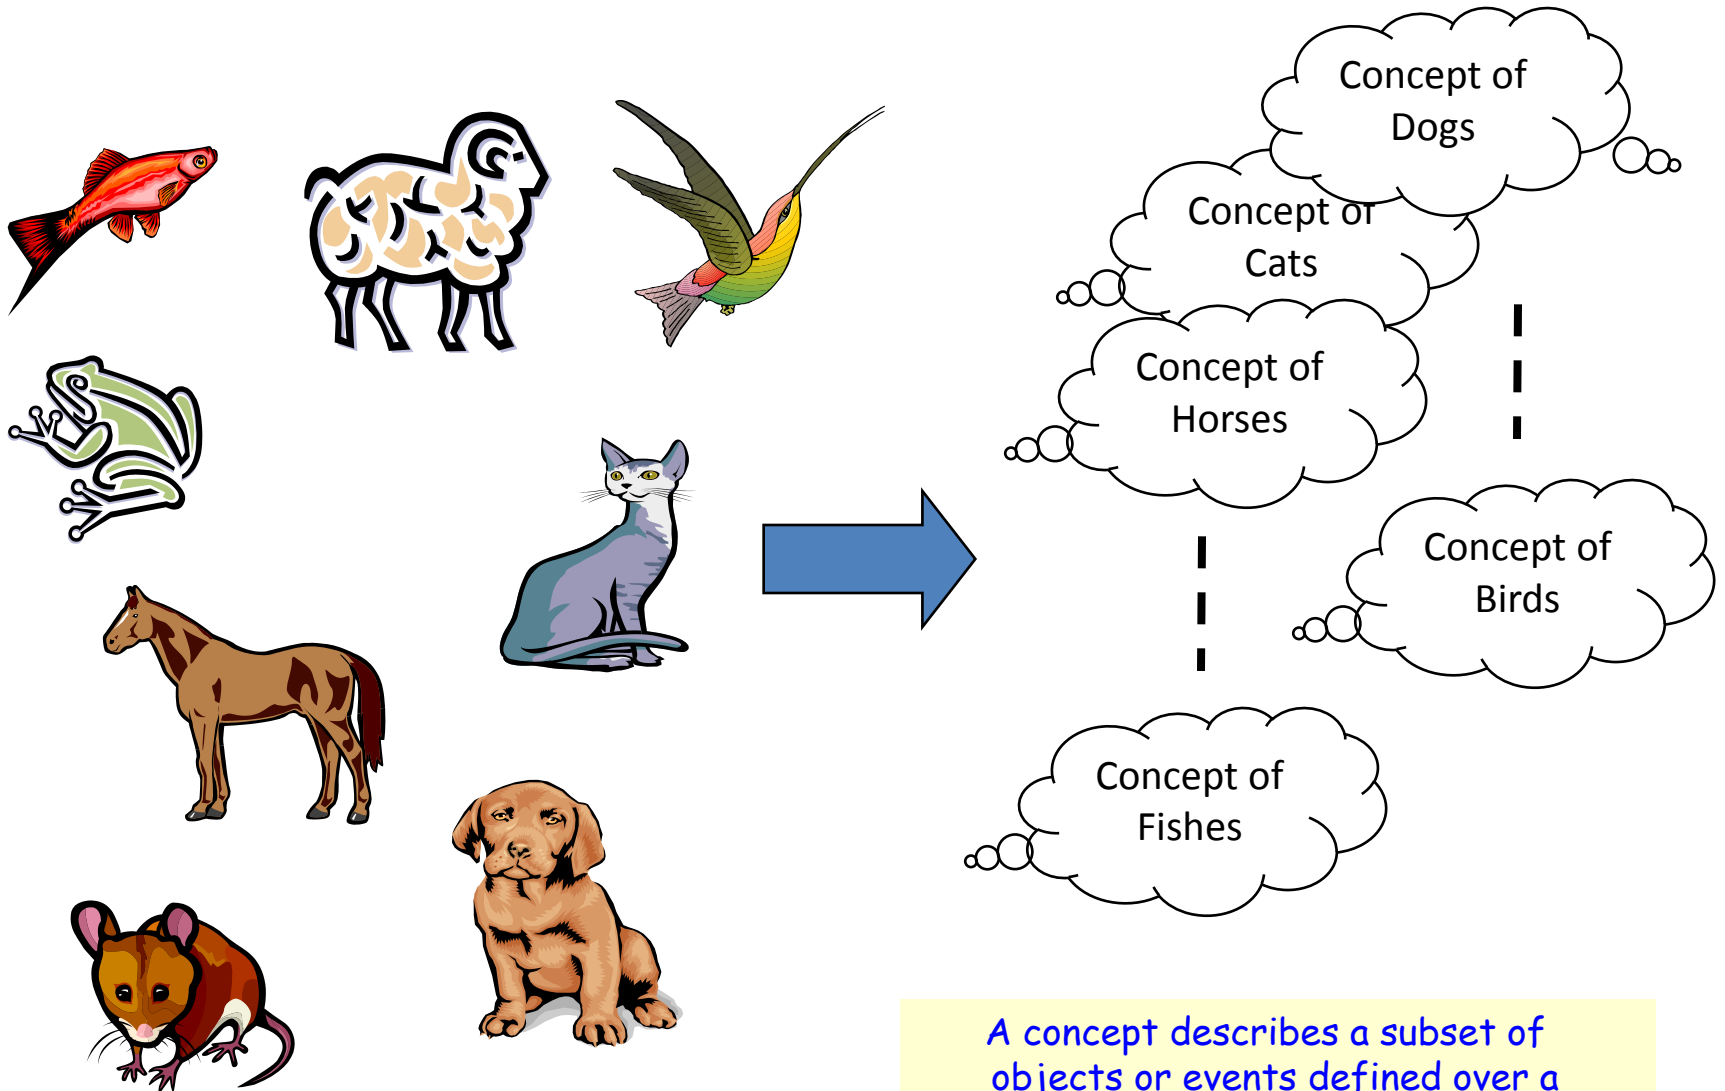 Concept of
Dogs
Concept of
Cats
Concept of
Horses
Concept of
Birds
Concept of
Fishes
A concept describes a subset of
objects or events defined over a